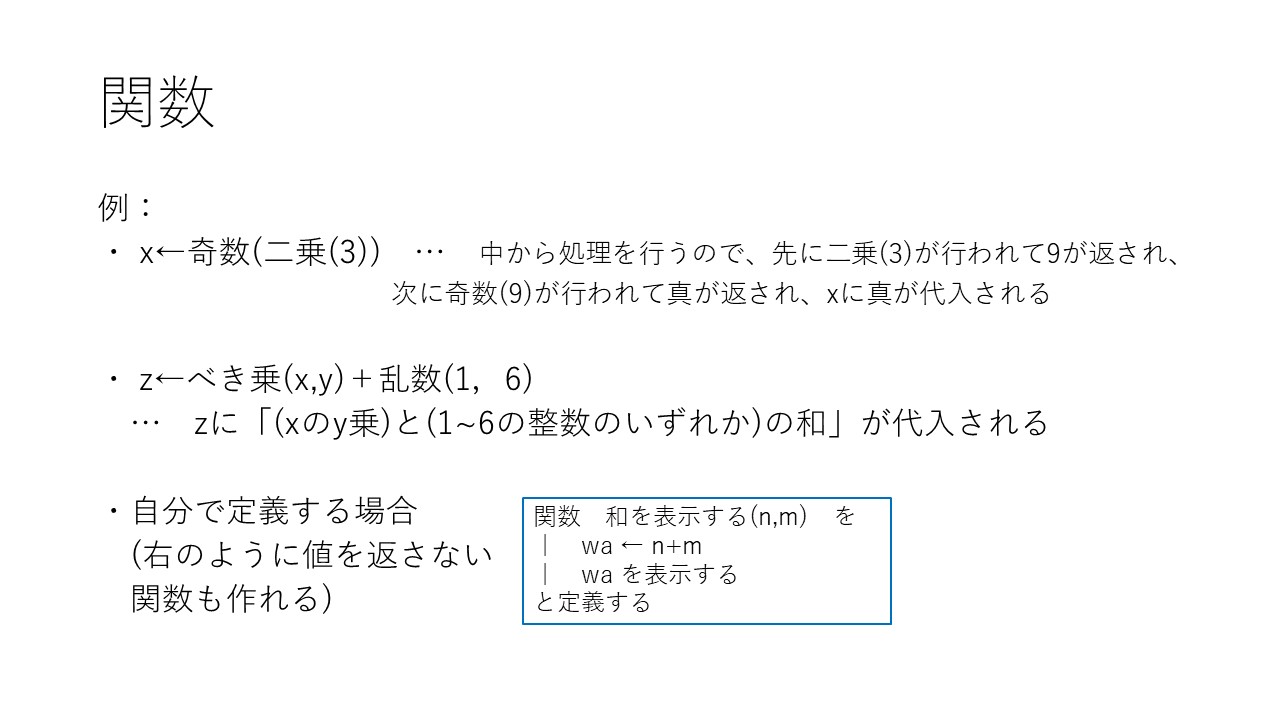 関数
例：
・ x←奇数(二乗(3))　…　中から処理を行うので、先に二乗(3)が行われて9が返され、
次に奇数(9)が行われて真が返され、xに真が代入される
・ z←べき乗(x,y)＋乱数(1，6)
…　zに「(xのy乗)と(1~6の整数のいずれか)の和」が代入される
・自分で定義する場合
(右のように値を返さない
関数も作れる)
関数　和を表示する(n,m)　を
｜　wa ← n+m
｜　wa を表示する
と定義する